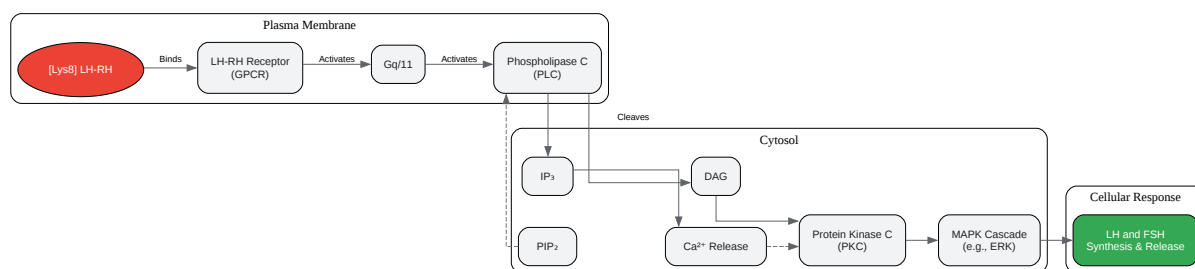 Plasma Membrane
[Lys8] LH-RH
Binds
LH-RH Receptor
(GPCR)
Activates
Gq/11
Activates
Phospholipase C
(PLC)
Cleaves
Cytosol
IP₃
DAG
PIP₂
Ca²⁺ Release
Protein Kinase C
(PKC)
MAPK Cascade
(e.g., ERK)
Cellular Response
LH and FSH
Synthesis & Release